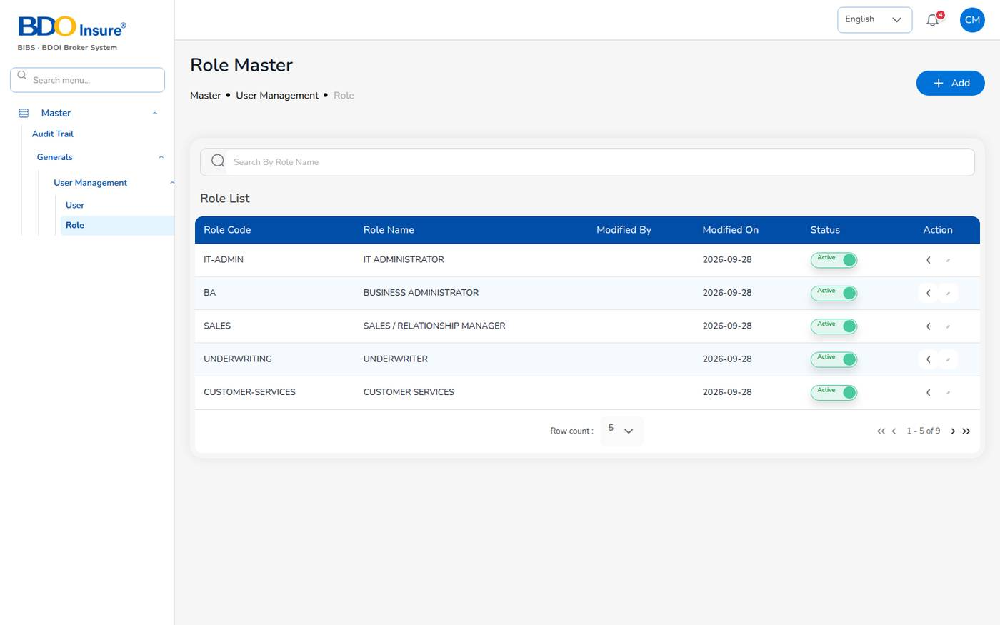 BDO Insure®
BIBS · BDOI Broker System
Search menu...
Master
Audit Trail
Generals
User Management
User
Role
English
4
CM
Role Master
Master • User Management • Role
Add
Search By Role Name
Role List
Role Code Role Name Modified By Modified On Status Action
IT-ADMIN IT ADMINISTRATOR 2026-09-28 Active
BA BUSINESS ADMINISTRATOR 2026-09-28 Active
SALES SALES / RELATIONSHIP MANAGER 2026-09-28 Active
UNDERWRITING UNDERWRITER 2026-09-28 Active
CUSTOMER-SERVICES CUSTOMER SERVICES 2026-09-28 Active
Row count : 5 1 - 5 of 9